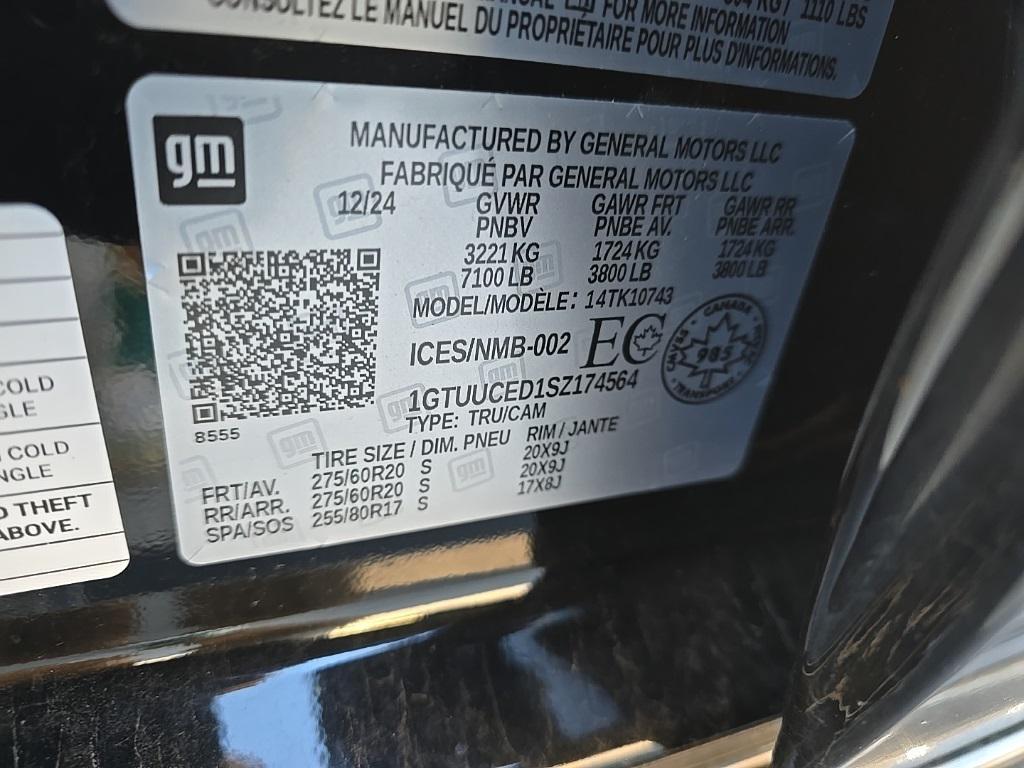 FOR MORE INFORMATION
1110 LBS
CONSULTEZ LE MANUEL DU PROPRIÉTAIRE POUR PLUS D'INFORMATIONS.
gm
MANUFACTURED BY GENERAL MOTORS LLC
FABRIQUÉ PAR GENERAL MOTORS LLC
12/24 GVWR GAWR FRT GAWR RR
PNBV PNBE AV. PNBE ARR.
3221 KG 1724 KG 1724 KG
7100 LB 3800 LB 3800 LB
MODEL/MODÈLE: 14TK10743
ICES/NMB-002 EC
CANADA
985
TRANSPORT
1GTUUCED1SZ174564
TYPE: TRU/CAM
8555
TIRE SIZE / DIM. PNEU RIM / JANTE
FRT/AV. 275/60R20 S 20X9J
RR/ARR. 275/60R20 S 20X9J
SPA/SOS 255/80R17 S 17X8J
COLD
GLE
COLD
NGLE
THEFT
ABOVE.